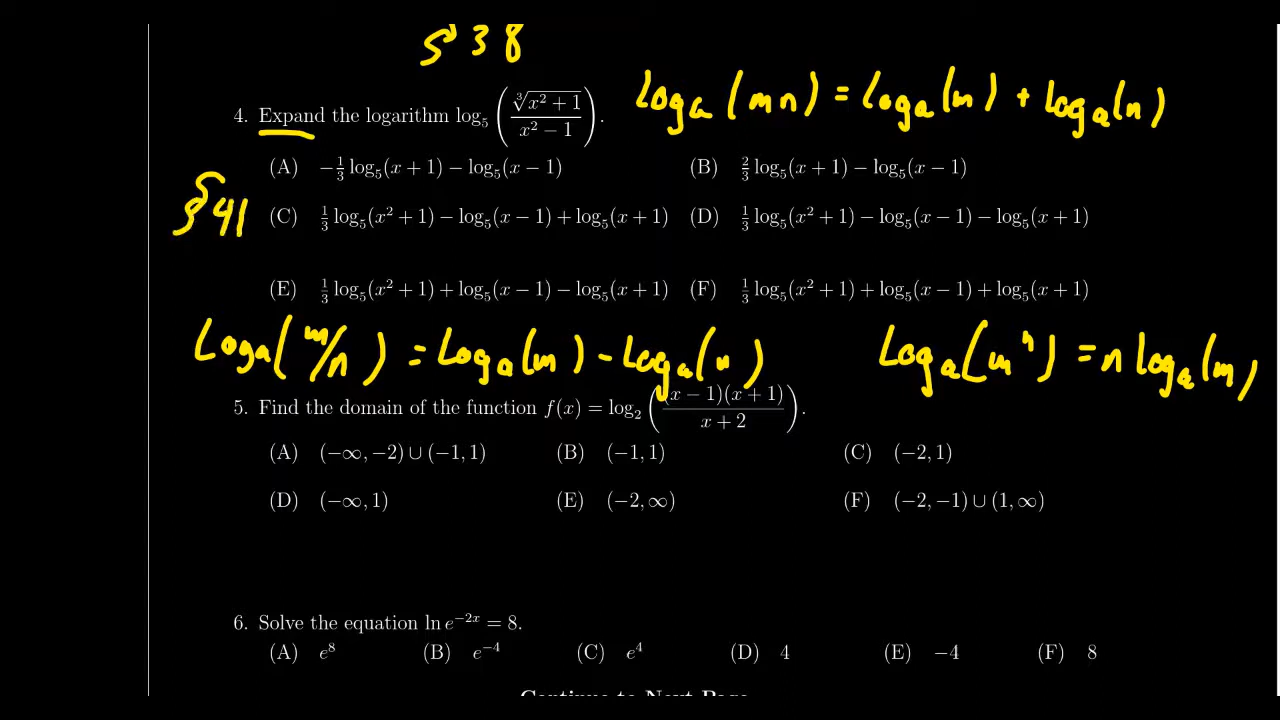 §38
4. Expand the logarithm log₅(∛(x² + 1) / (x² − 1)). logₐ(mn) = logₐ(m) + logₐ(n)
(A) −1/3 log₅(x + 1) − log₅(x − 1) (B) 2/3 log₅(x + 1) − log₅(x − 1)
§41 (C) 1/3 log₅(x² + 1) − log₅(x − 1) + log₅(x + 1) (D) 1/3 log₅(x² + 1) − log₅(x − 1) − log₅(x + 1)
(E) 1/3 log₅(x² + 1) + log₅(x − 1) − log₅(x + 1) (F) 1/3 log₅(x² + 1) + log₅(x − 1) + log₅(x + 1)
logₐ(m/n) = logₐ(m) − logₐ(n) logₐ(mⁿ) = n logₐ(m)
5. Find the domain of the function f(x) = log₂((x − 1)(x + 1) / (x + 2)).
(A) (−∞, −2) ∪ (−1, 1) (B) (−1, 1) (C) (−2, 1)
(D) (−∞, 1) (E) (−2, ∞) (F) (−2, −1) ∪ (1, ∞)
6. Solve the equation ln e⁻²ˣ = 8.
(A) e⁸ (B) e⁻⁴ (C) e⁴ (D) 4 (E) −4 (F) 8
Continue to Next Page